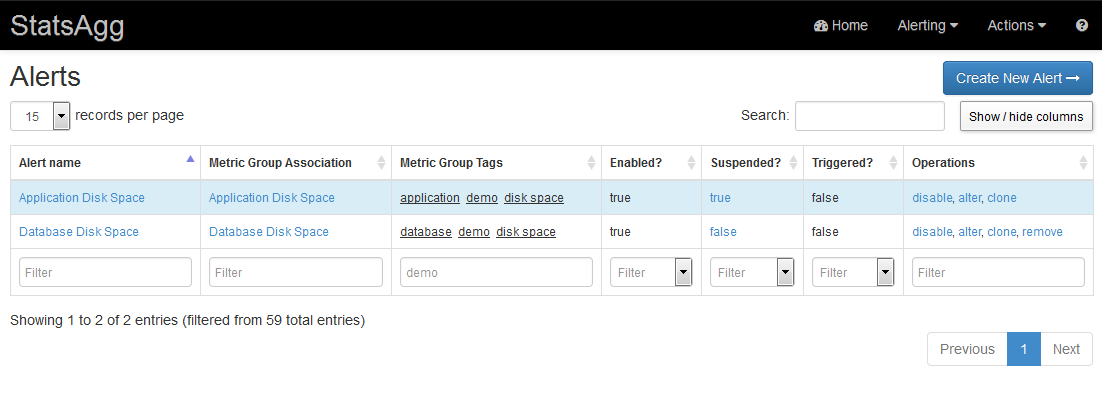 StatsAgg Home Alerting Actions
Alerts Create New Alert
15 records per page Search: Show / hide columns
Alert name Metric Group Association Metric Group Tags Enabled? Suspended? Triggered? Operations
Application Disk Space Application Disk Space application demo disk space true true false disable, alter, clone
Database Disk Space Database Disk Space database demo disk space true false false disable, alter, clone, remove
Filter Filter demo Filter Filter Filter Filter
Showing 1 to 2 of 2 entries (filtered from 59 total entries)
Previous 1 Next